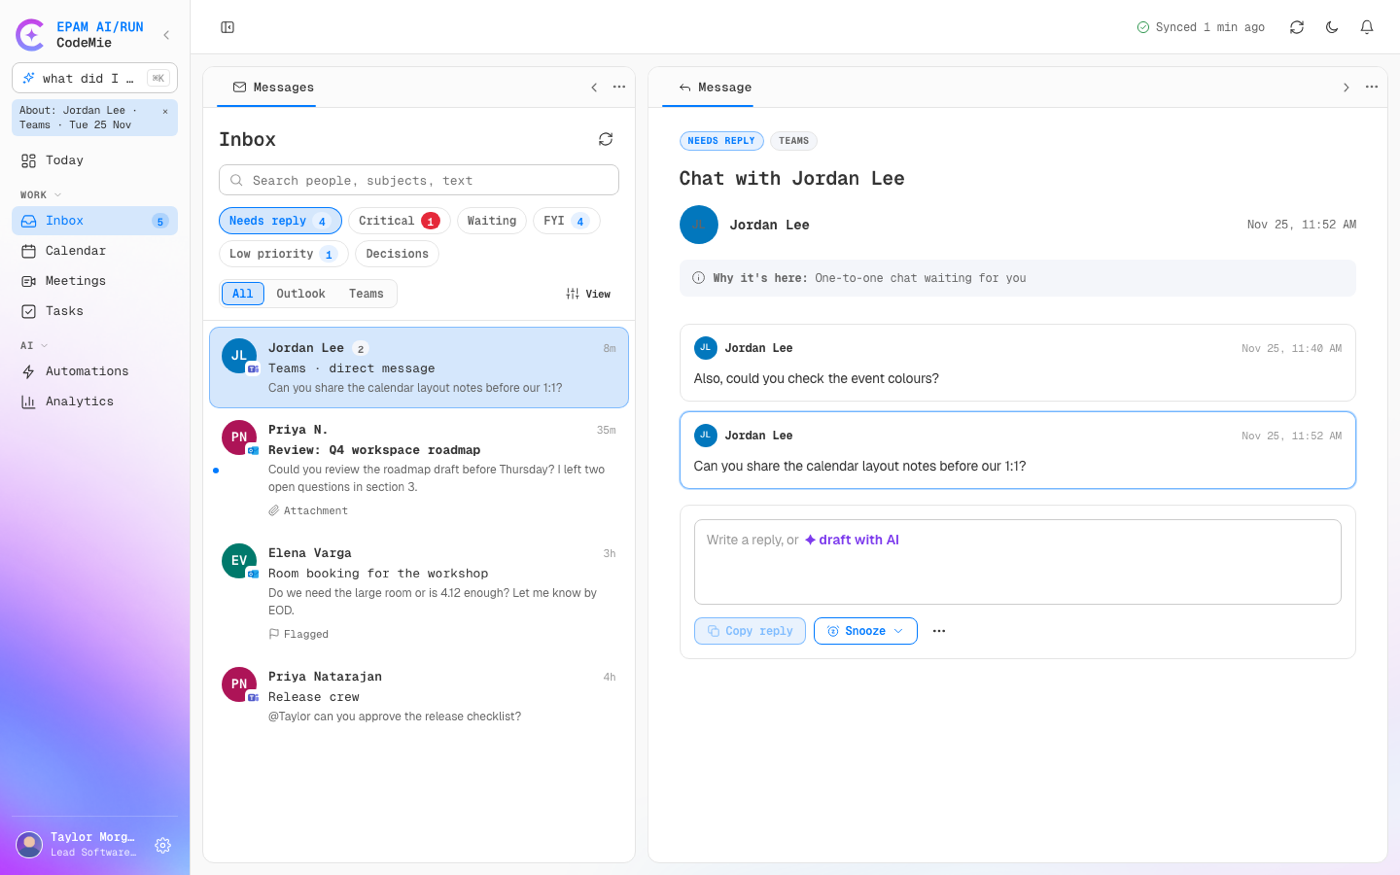 EPAM AI/RUN
CodeMie
what did I …
⌘K
About: Jordan Lee ·
Teams · Tue 25 Nov
×
Today
WORK
Inbox
5
Calendar
Meetings
Tasks
AI
Automations
Analytics
Taylor Morg…
Lead Software…
Synced 1 min ago
Messages
Inbox
Search people, subjects, text
Needs reply 4
Critical 1
Waiting
FYI 4
Low priority 1
Decisions
All
Outlook
Teams
View
JL
Jordan Lee 2
8m
Teams · direct message
Can you share the calendar layout notes before our 1:1?
PN
Priya N.
35m
Review: Q4 workspace roadmap
Could you review the roadmap draft before Thursday? I left two
open questions in section 3.
Attachment
EV
Elena Varga
3h
Room booking for the workshop
Do we need the large room or is 4.12 enough? Let me know by
EOD.
Flagged
PN
Priya Natarajan
4h
Release crew
@Taylor can you approve the release checklist?
Message
NEEDS REPLY
TEAMS
Chat with Jordan Lee
JL
Jordan Lee
Nov 25, 11:52 AM
Why it's here: One-to-one chat waiting for you
JL
Jordan Lee
Nov 25, 11:40 AM
Also, could you check the event colours?
JL
Jordan Lee
Nov 25, 11:52 AM
Can you share the calendar layout notes before our 1:1?
Write a reply, or draft with AI
Copy reply
Snooze